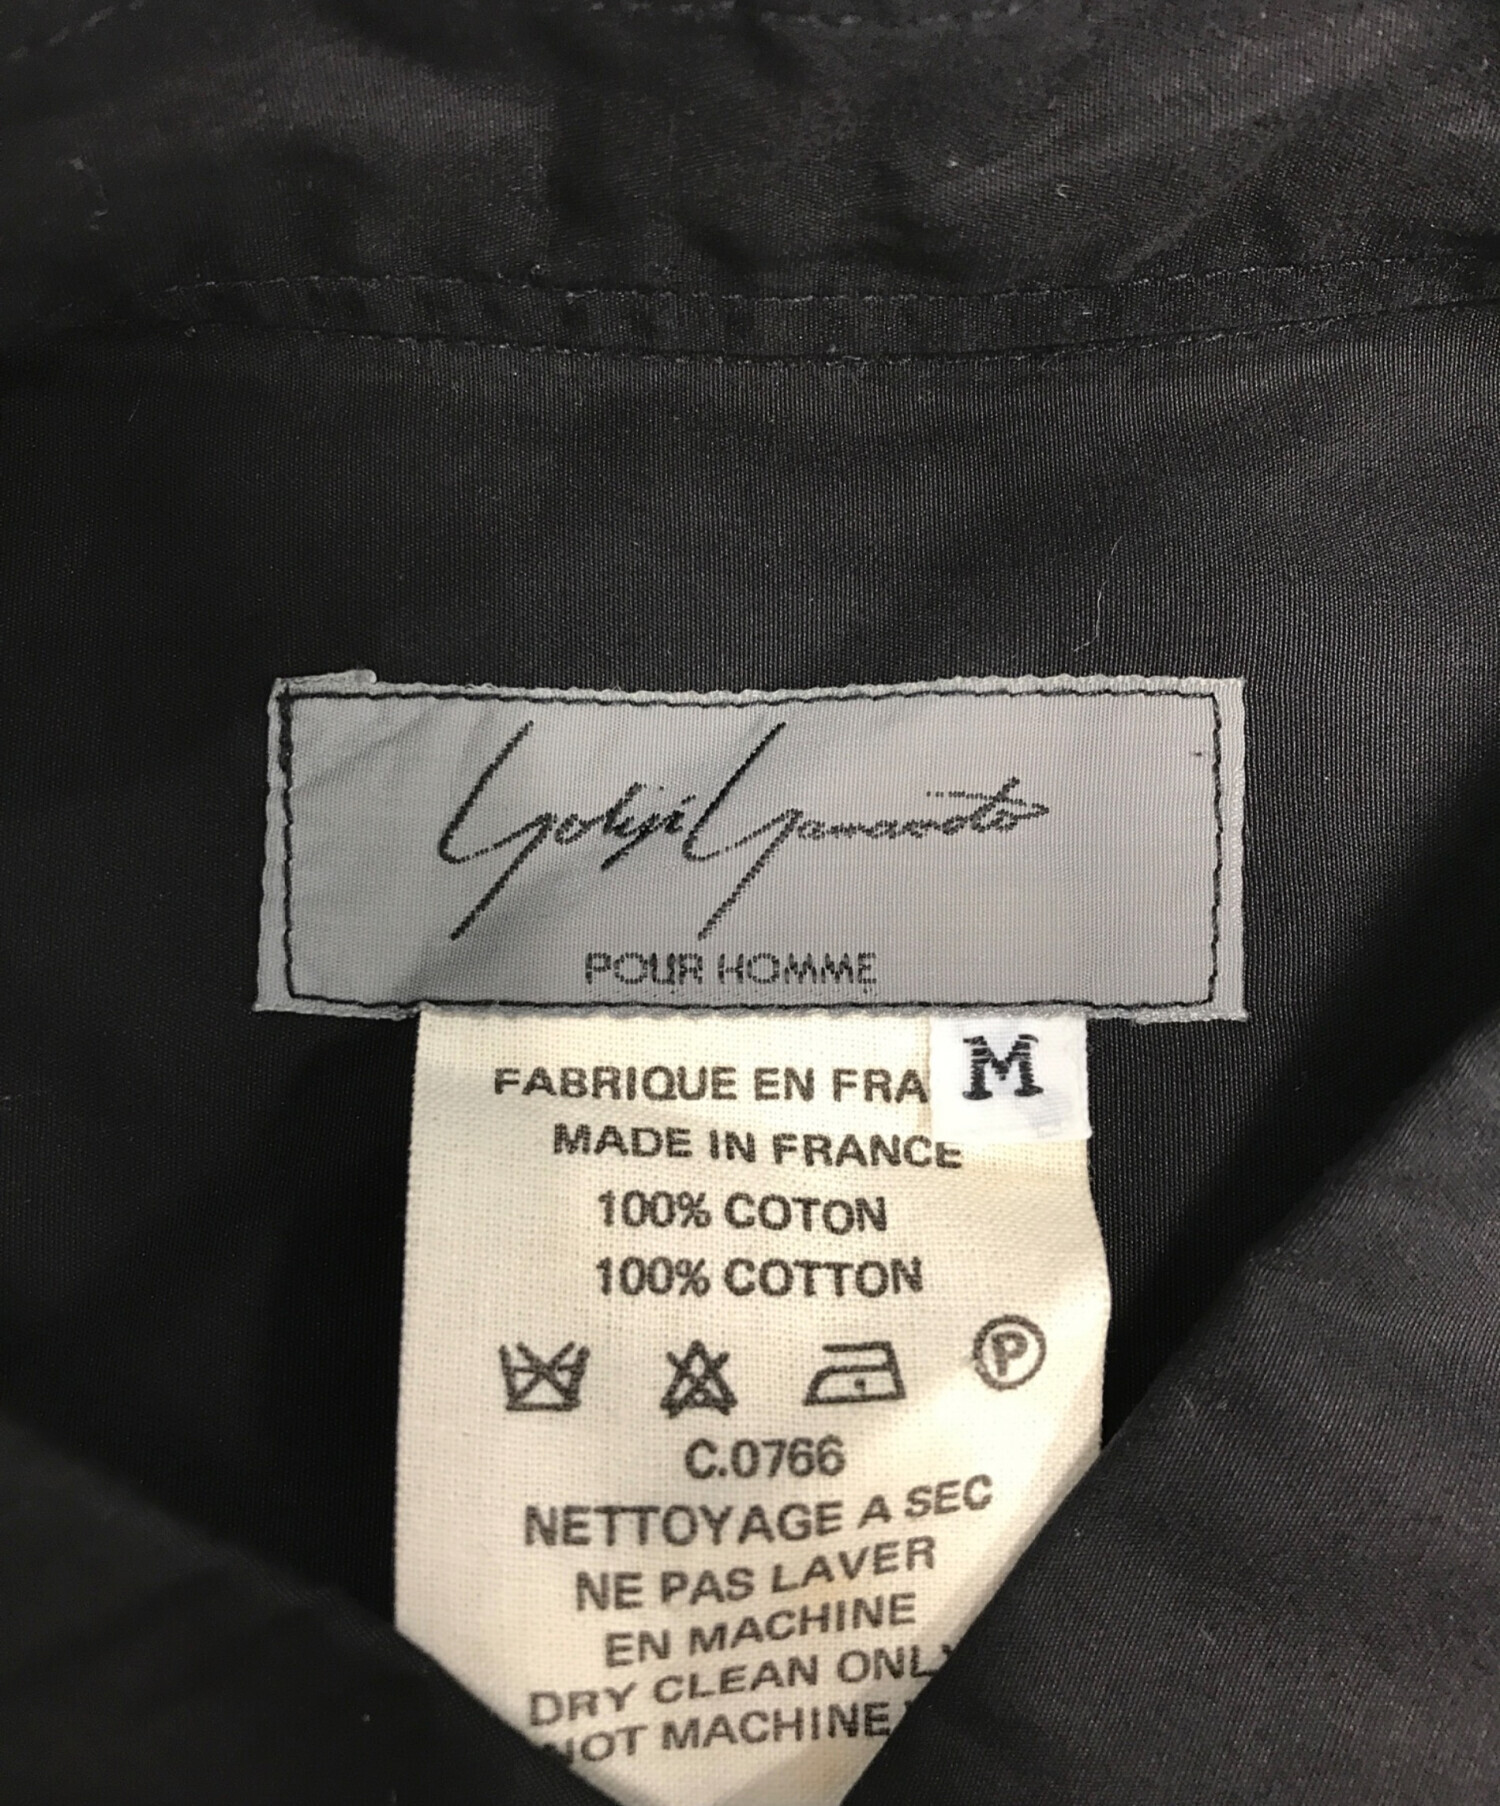 Yohji Yamamoto
POUR HOMME
M
FABRIQUE EN FRA
MADE IN FRANCE
100% COTON
100% COTTON
P
C.0766
NETTOYAGE A SEC
NE PAS LAVER
EN MACHINE
DRY CLEAN ONLY
NOT MACHINE